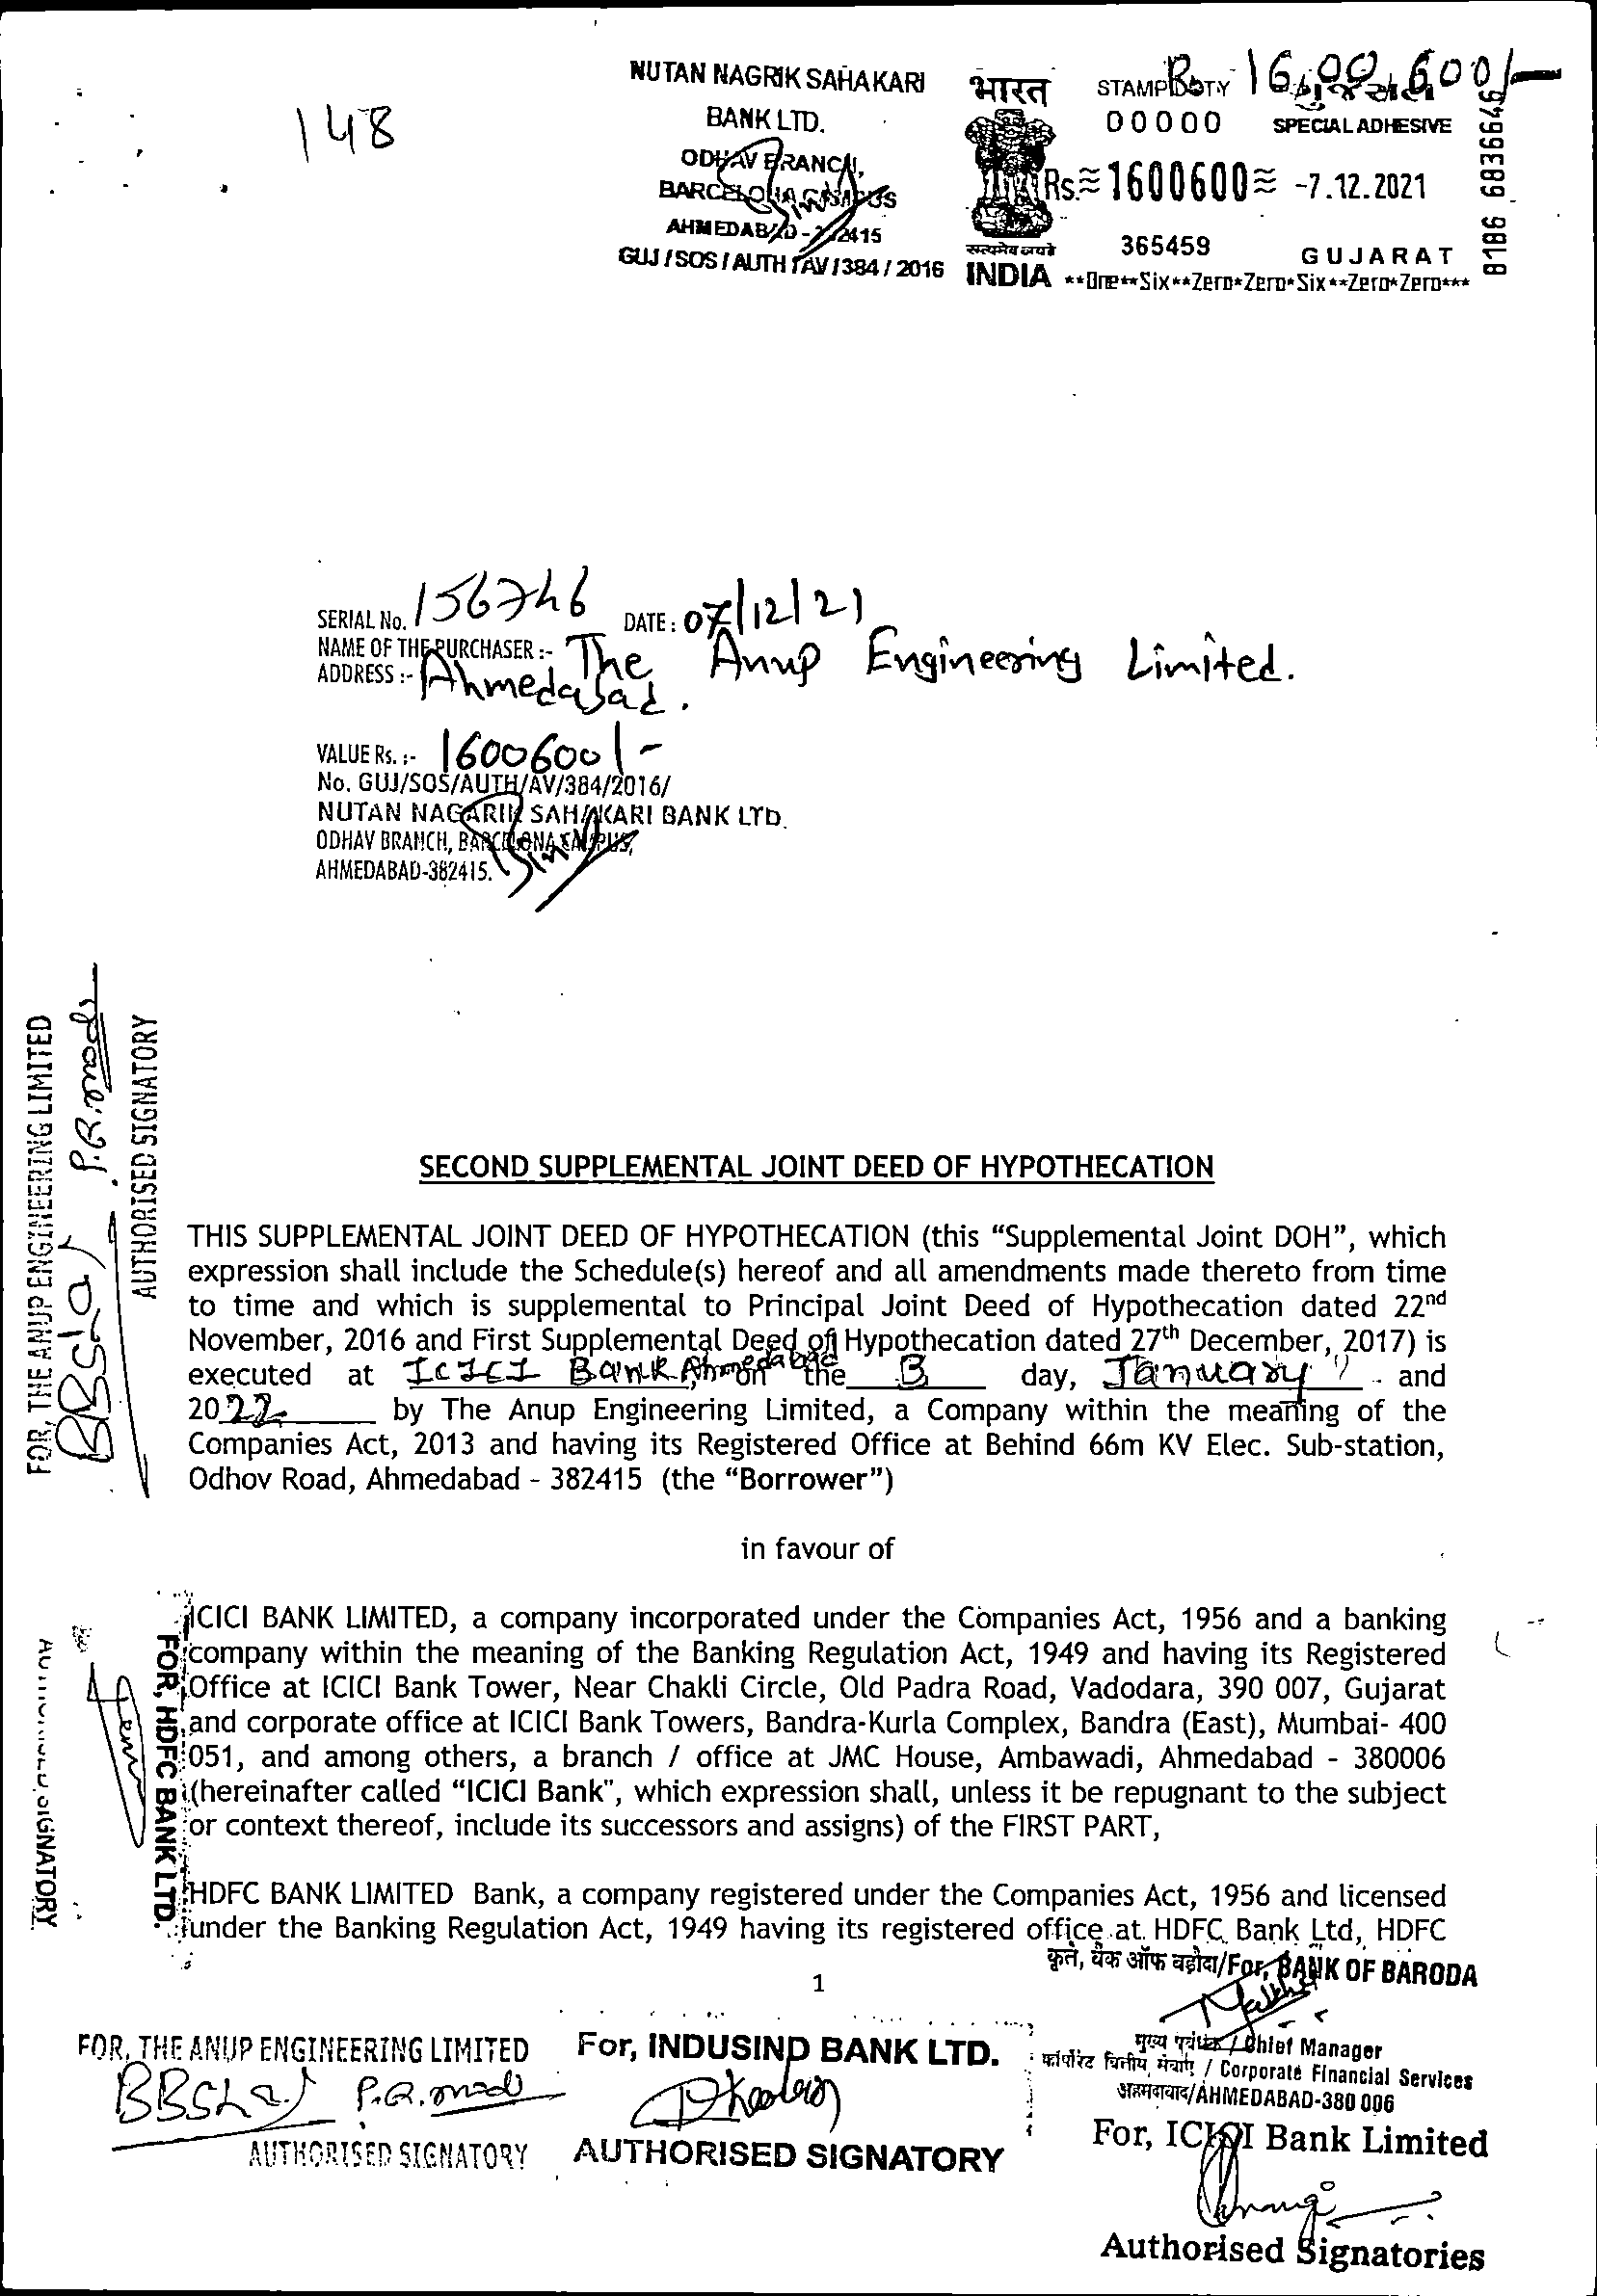 148
NUTAN NAGRIK SAHAKARI
BANK LTD.
ODHAV BRANCH,
BARCELONA CAMPUS
AHMEDABAD - 382415
GUJ / SOS / AUTH / AV / 384 / 2016
भारत
सत्यमेव जयते
INDIA
Rs. 16,00,600/-
STAMP DUTY ગુજરાત
00000 SPECIAL ADHESIVE
Rs.≈1600600≈ -7.12.2021
365459 GUJARAT
**One**Six**Zero*Zero*Six**Zero*Zero***
SERIAL No. 156746 DATE : 07/12/21
NAME OF THE PURCHASER :- The Anup Engineering Limited.
ADDRESS :- Ahmedabad.
VALUE Rs. :- 1600600/-
No. GUJ/SOS/AUTH/AV/384/2016/
NUTAN NAGARIK SAHAKARI BANK LTD.
ODHAV BRANCH, BARCELONA CAMPUS,
AHMEDABAD-382415.
FOR, THE ANUP ENGINEERING LIMITED
BBShah P.R.modi
AUTHORISED SIGNATORY
SECOND SUPPLEMENTAL JOINT DEED OF HYPOTHECATION
THIS SUPPLEMENTAL JOINT DEED OF HYPOTHECATION (this “Supplemental Joint DOH”, which
expression shall include the Schedule(s) hereof and all amendments made thereto from time
to time and which is supplemental to Principal Joint Deed of Hypothecation dated 22nd
November, 2016 and First Supplemental Deed of Hypothecation dated 27th December, 2017) is
executed at ICICI Bank Ahmedabad on the 3 day, January and
2022 by The Anup Engineering Limited, a Company within the meaning of the
Companies Act, 2013 and having its Registered Office at Behind 66m KV Elec. Sub-station,
Odhov Road, Ahmedabad - 382415 (the “Borrower”)
in favour of
ICICI BANK LIMITED, a company incorporated under the Companies Act, 1956 and a banking
company within the meaning of the Banking Regulation Act, 1949 and having its Registered
Office at ICICI Bank Tower, Near Chakli Circle, Old Padra Road, Vadodara, 390 007, Gujarat
and corporate office at ICICI Bank Towers, Bandra-Kurla Complex, Bandra (East), Mumbai- 400
051, and among others, a branch / office at JMC House, Ambawadi, Ahmedabad - 380006
(hereinafter called “ICICI Bank”, which expression shall, unless it be repugnant to the subject
or context thereof, include its successors and assigns) of the FIRST PART,
FOR, HDFC BANK LTD.
SIGNATORY
HDFC BANK LIMITED Bank, a company registered under the Companies Act, 1956 and licensed
under the Banking Regulation Act, 1949 having its registered office at HDFC Bank Ltd, HDFC
1
कृते, बैंक ऑफ बड़ौदा/For, BANK OF BARODA
मुख्य प्रबंधक / Chief Manager
कॉर्पोरेट वित्तीय सेवाएं / Corporate Financial Services
अहमदाबाद/AHMEDABAD-380 006
FOR, THE ANUP ENGINEERING LIMITED
BBShah P.R.modi
AUTHORISED SIGNATORY
For, INDUSIND BANK LTD.
AUTHORISED SIGNATORY
For, ICICI Bank Limited
Authorised Signatories